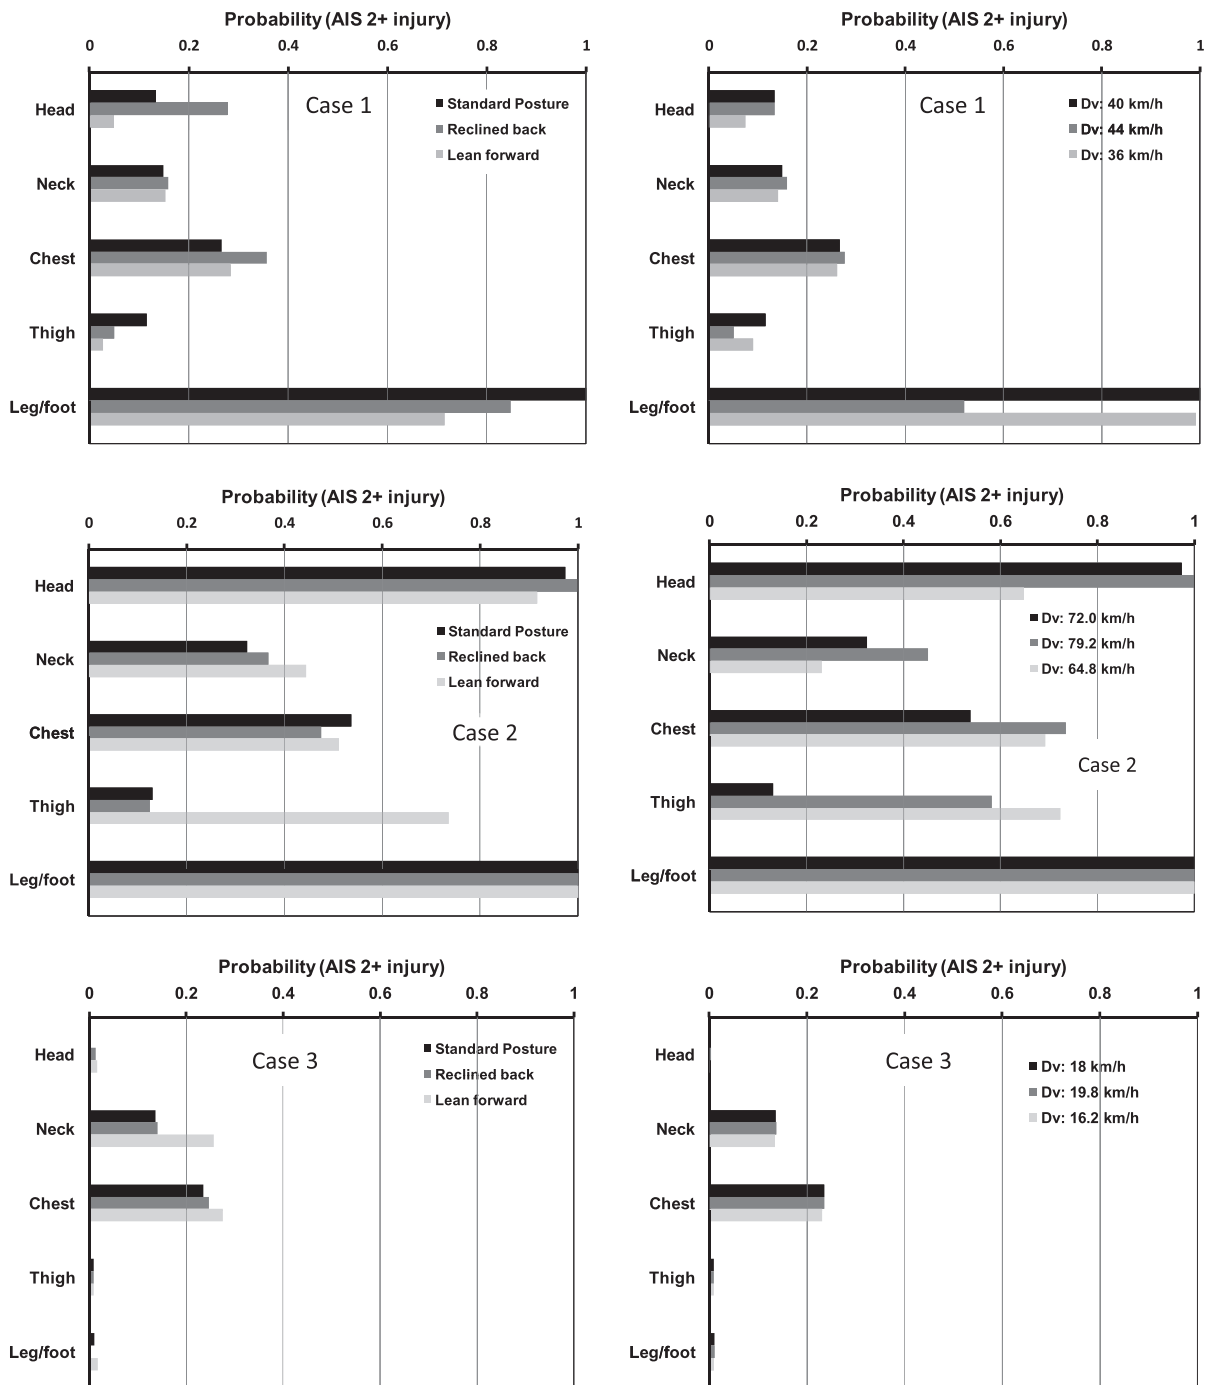 Probability (AIS 2+ injury)
0 0.2 0.4 0.6 0.8 1
Case 1
Standard Posture
Reclined back
Lean forward
Head
Neck
Chest
Thigh
Leg/foot
Probability (AIS 2+ injury)
0 0.2 0.4 0.6 0.8 1
Case 1
Dv: 40 km/h
Dv: 44 km/h
Dv: 36 km/h
Head
Neck
Chest
Thigh
Leg/foot
Probability (AIS 2+ injury)
0 0.2 0.4 0.6 0.8 1
Head
Standard Posture
Reclined back
Lean forward
Neck
Case 2
Chest
Thigh
Leg/foot
Probability (AIS 2+ injury)
0 0.2 0.4 0.6 0.8 1
Head
Dv: 72.0 km/h
Dv: 79.2 km/h
Dv: 64.8 km/h
Neck
Chest
Case 2
Thigh
Leg/foot
Probability (AIS 2+ injury)
0 0.2 0.4 0.6 0.8 1
Case 3
Standard Posture
Reclined back
Lean forward
Head
Neck
Chest
Thigh
Leg/foot
Probability (AIS 2+ injury)
0 0.2 0.4 0.6 0.8 1
Case 3
Dv: 18 km/h
Dv: 19.8 km/h
Dv: 16.2 km/h
Head
Neck
Chest
Thigh
Leg/foot